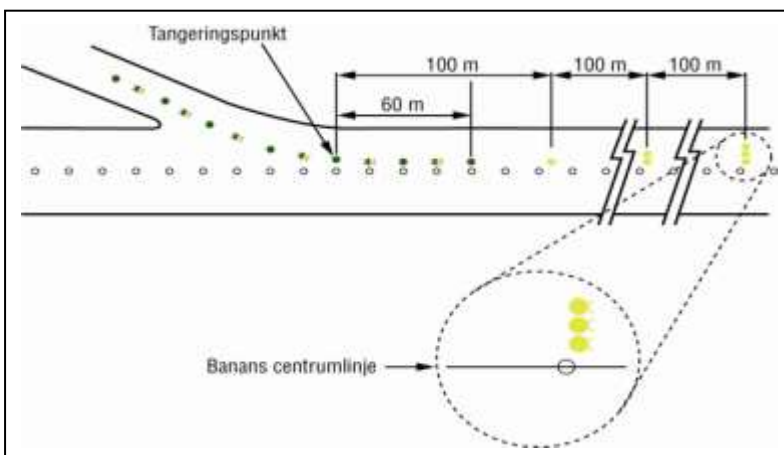 Tangeringspunkt
100 m
100 m
100 m
60 m
Banans centrumlinje